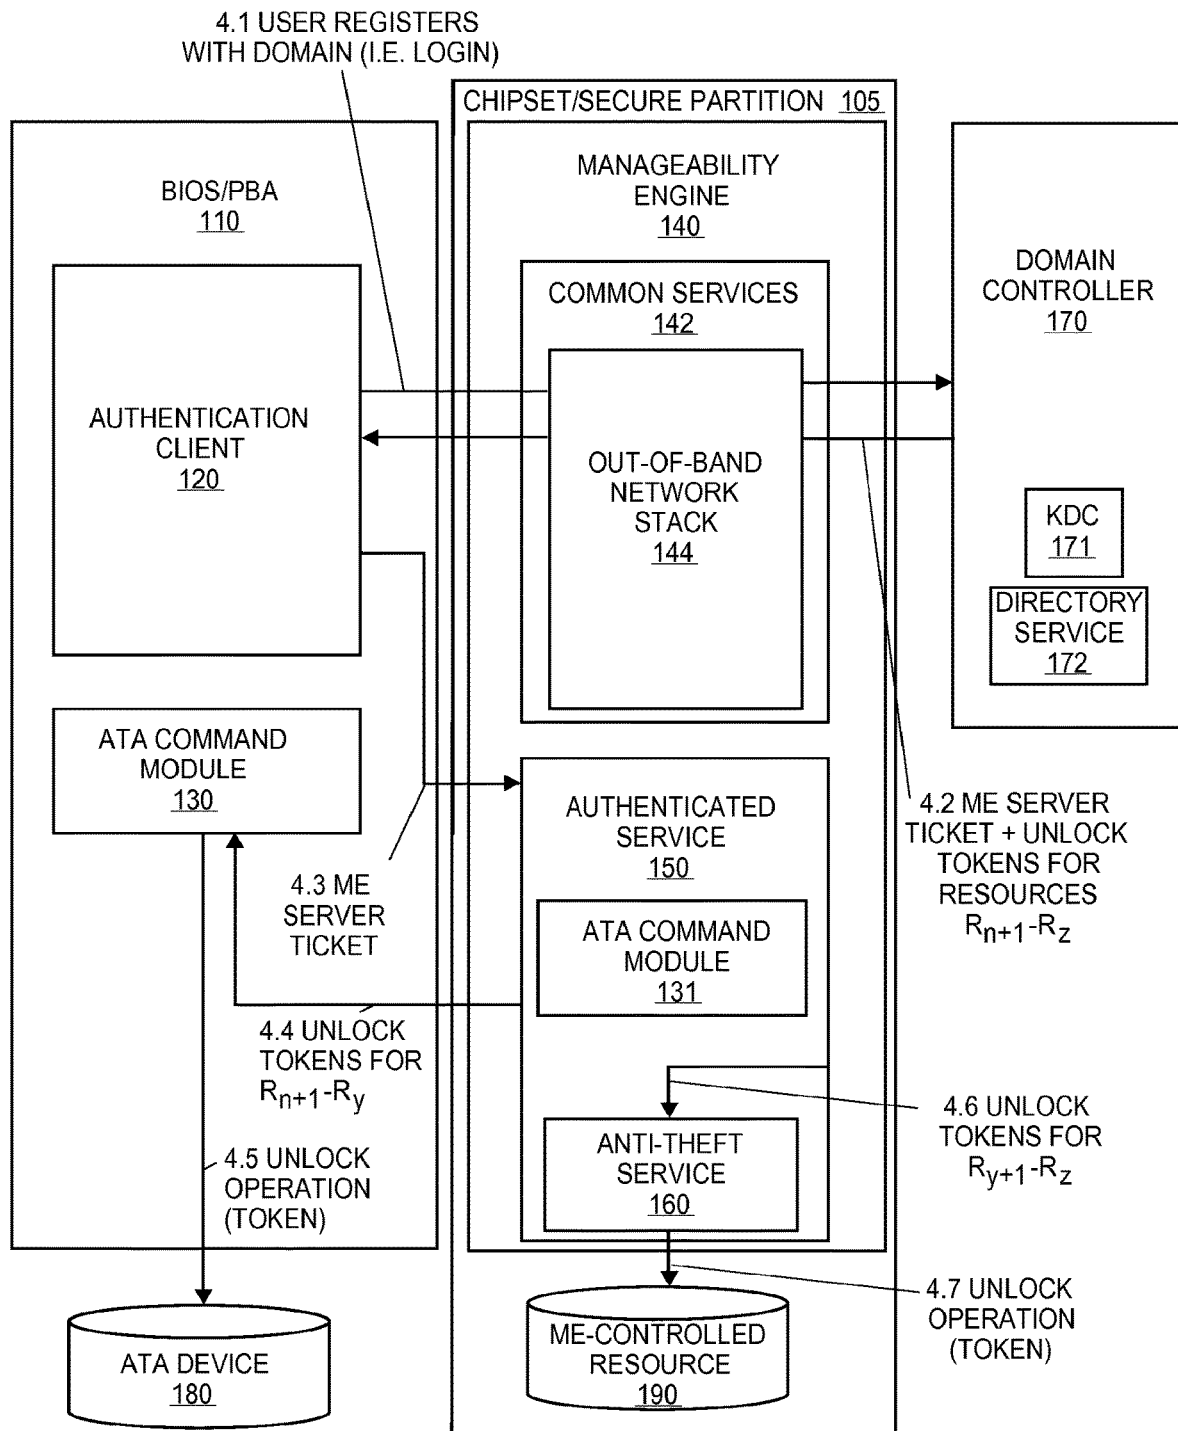 4.1 USER REGISTERS
WITH DOMAIN (I.E. LOGIN)
CHIPSET/SECURE PARTITION 105
BIOS/PBA
110
AUTHENTICATION
CLIENT
120
ATA COMMAND
MODULE
130
MANAGEABILITY
ENGINE
140
COMMON SERVICES
142
OUT-OF-BAND
NETWORK
STACK
144
DOMAIN
CONTROLLER
170
KDC
171
DIRECTORY
SERVICE
172
4.2 ME SERVER
TICKET + UNLOCK
TOKENS FOR
RESOURCES
Rn+1-Rz
4.3 ME
SERVER
TICKET
AUTHENTICATED
SERVICE
150
ATA COMMAND
MODULE
131
4.4 UNLOCK
TOKENS FOR
Rn+1-Ry
4.5 UNLOCK
OPERATION
(TOKEN)
ANTI-THEFT
SERVICE
160
4.6 UNLOCK
TOKENS FOR
Ry+1-Rz
4.7 UNLOCK
OPERATION
(TOKEN)
ATA DEVICE
180
ME-CONTROLLED
RESOURCE
190